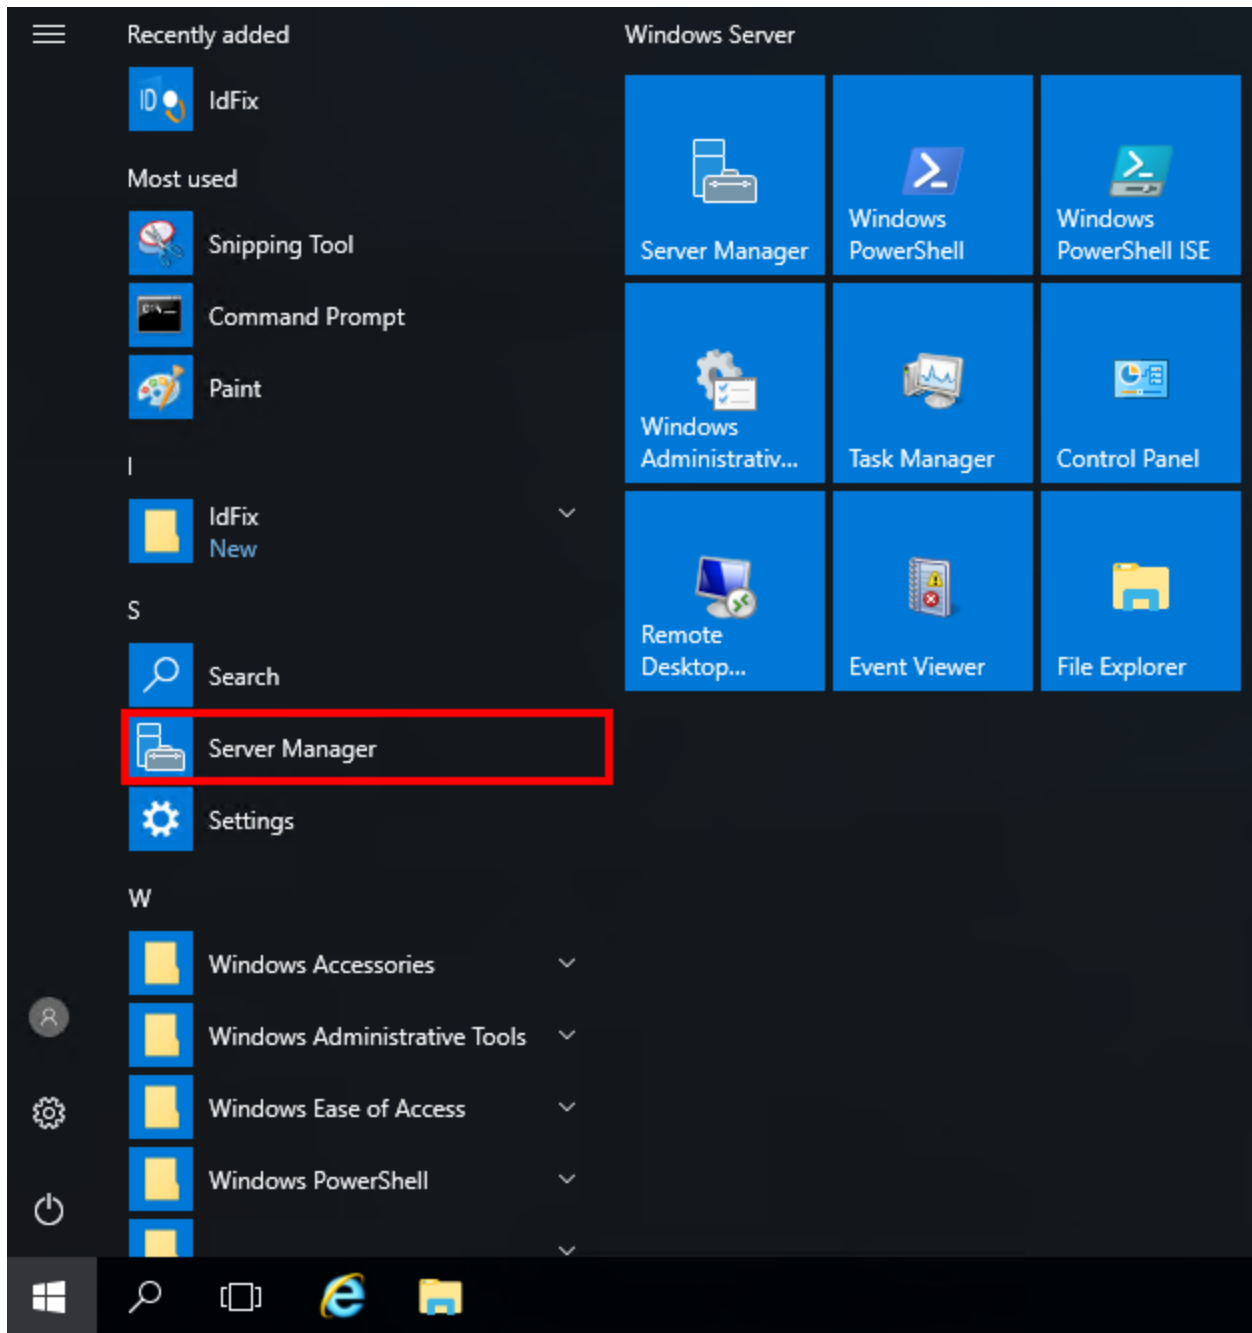 Recently added
IdFix
Most used
Snipping Tool
Command Prompt
Paint
I
IdFix
New
S
Search
Server Manager
Settings
W
Windows Accessories
Windows Administrative Tools
Windows Ease of Access
Windows PowerShell
Windows Server
Server Manager
Windows
PowerShell
Windows
PowerShell ISE
Windows
Administrativ...
Task Manager
Control Panel
Remote
Desktop...
Event Viewer
File Explorer